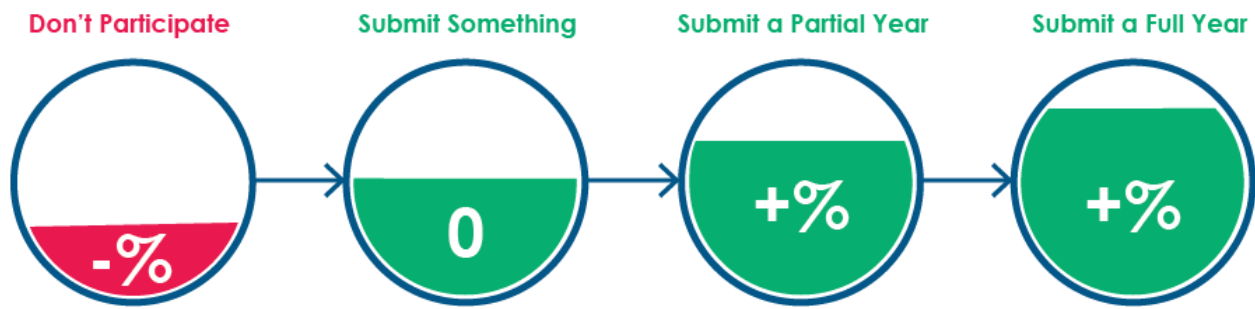 Don’t Participate
Submit Something
Submit a Partial Year
Submit a Full Year
-%
0
+%
+%